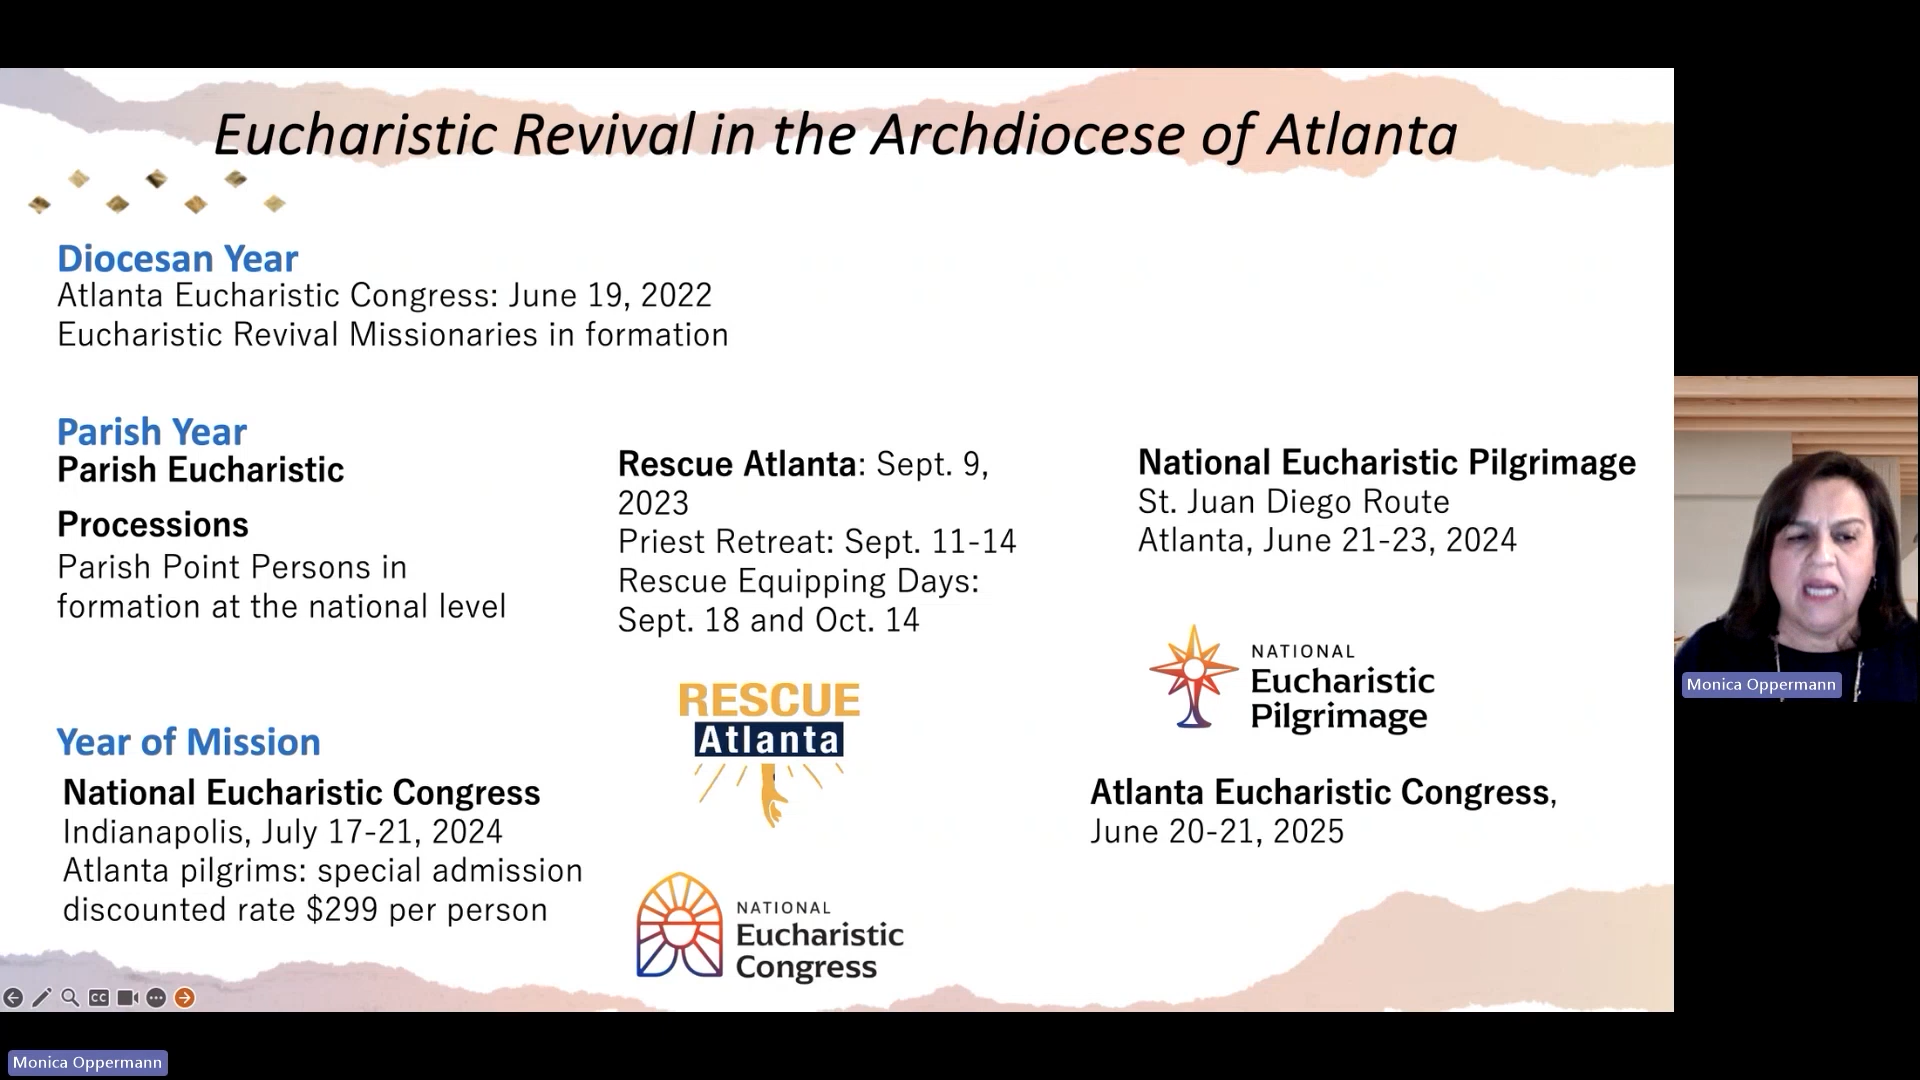 Eucharistic Revival in the Archdiocese of Atlanta
Diocesan Year
Atlanta Eucharistic Congress: June 19, 2022
Eucharistic Revival Missionaries in formation
Parish Year
Parish Eucharistic
Processions
Parish Point Persons in
formation at the national level
Rescue Atlanta: Sept. 9,
2023
Priest Retreat: Sept. 11-14
Rescue Equipping Days:
Sept. 18 and Oct. 14
RESCUE
Atlanta
National Eucharistic Pilgrimage
St. Juan Diego Route
Atlanta, June 21-23, 2024
NATIONAL
Eucharistic
Pilgrimage
Year of Mission
National Eucharistic Congress
Indianapolis, July 17-21, 2024
Atlanta pilgrims: special admission
discounted rate $299 per person
NATIONAL
Eucharistic
Congress
Atlanta Eucharistic Congress,
June 20-21, 2025
CC
Monica Oppermann
Monica Oppermann